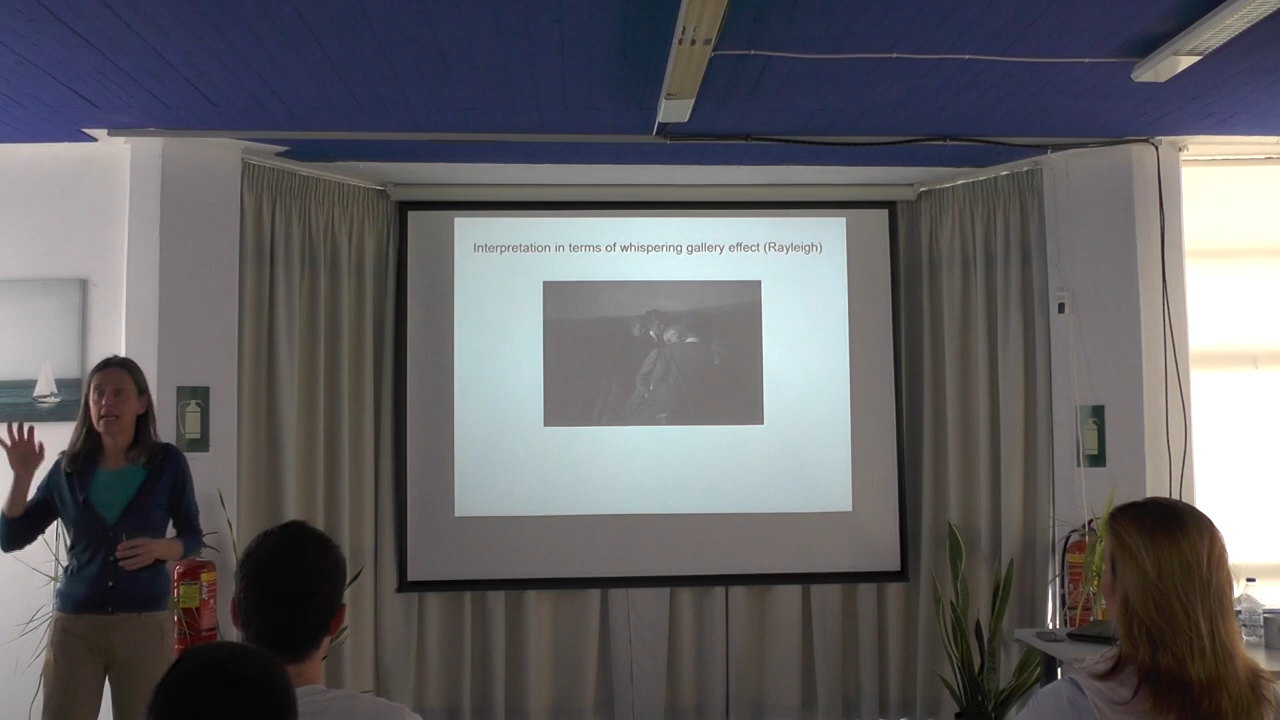 Interpretation in terms of whispering gallery effect (Rayleigh)